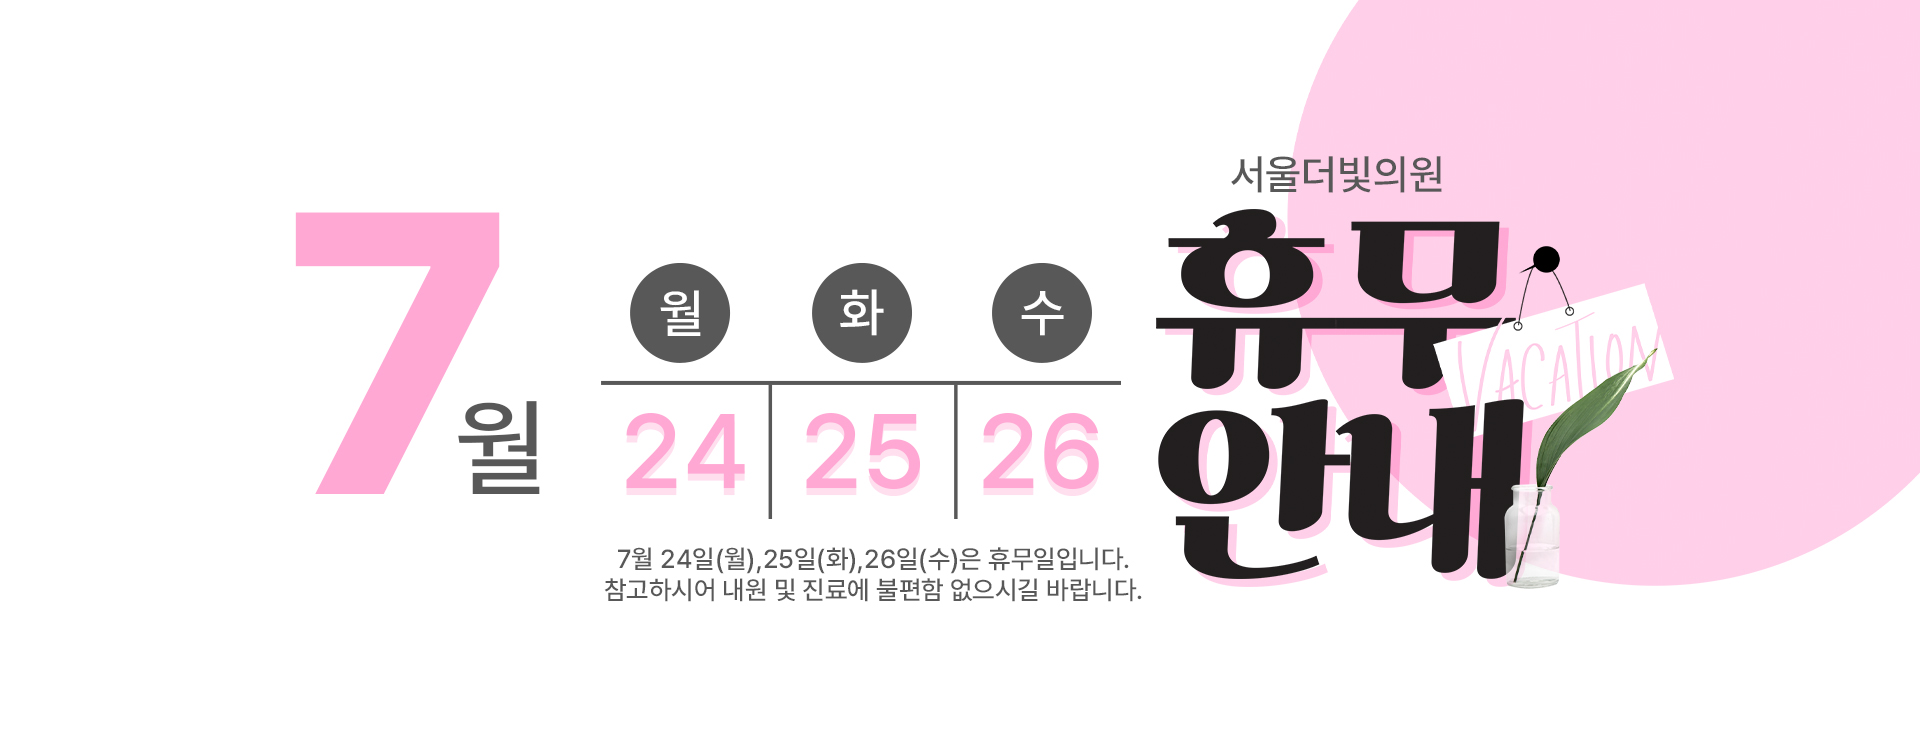 7월
월 화 수
24 25 26
7월 24일(월),25일(화),26일(수)은 휴무일입니다.
참고하시어 내원 및 진료에 불편함 없으시길 바랍니다.
서울더빛의원
휴무
안내
VACATION